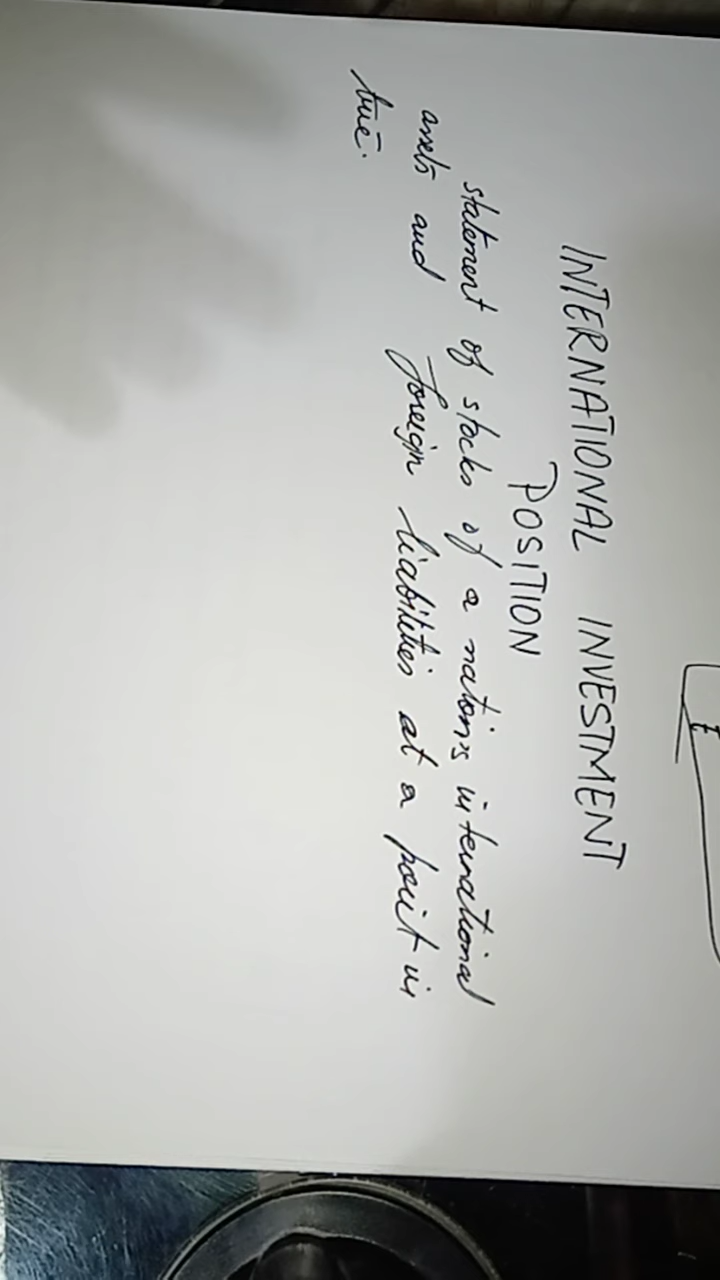 INTERNATIONAL INVESTMENT
POSITION
statement of stocks of a nation's international
assets and foreign liabilities at a point in
time.